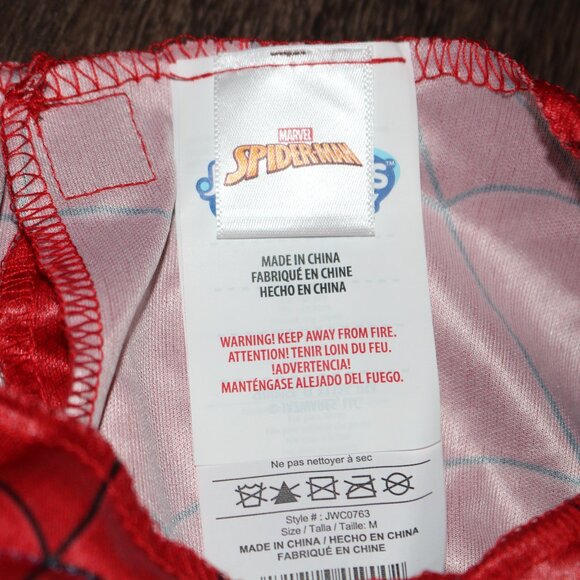 MARVEL
SPIDER-MAN
MADE IN CHINA
FABRIQUÉ EN CHINE
HECHO EN CHINA
WARNING! KEEP AWAY FROM FIRE.
ATTENTION! TENIR LOIN DU FEU.
!ADVERTENCIA!
MANTÉNGASE ALEJADO DEL FUEGO.
Ne pas nettoyer à sec
Style # : JWC0763
Size / Talla / Taille: M
MADE IN CHINA / HECHO EN CHINA
FABRIQUÉ EN CHINE